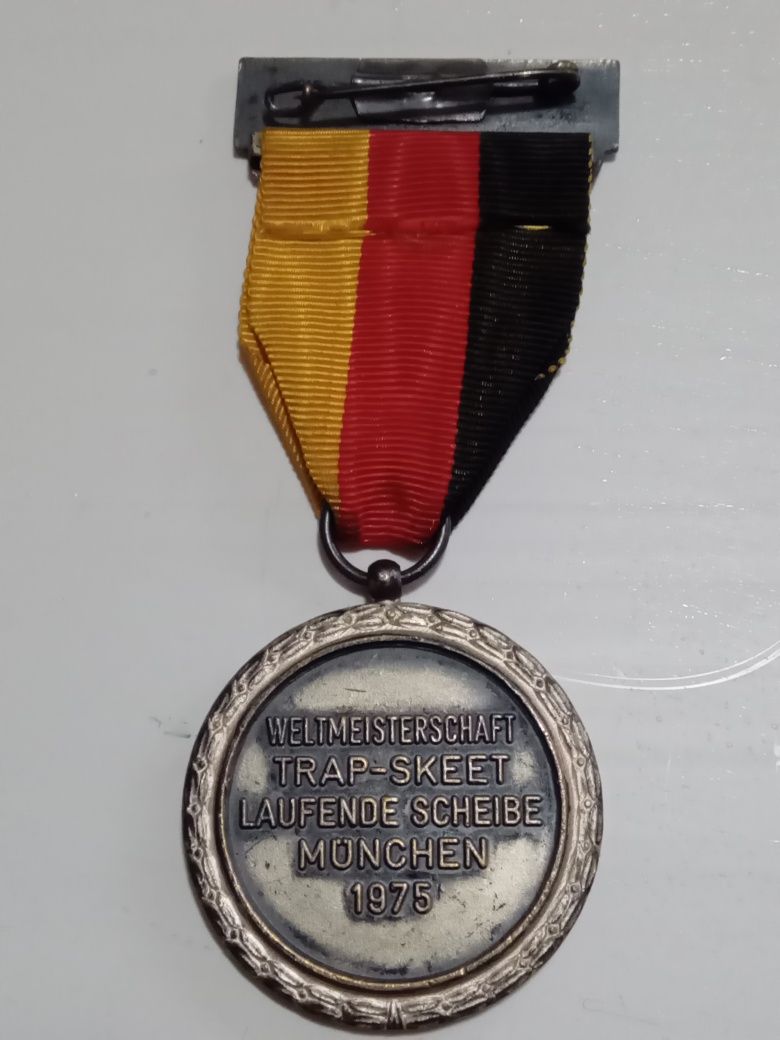 WELTMEISTERSCHAFT
TRAP-SKEET
LAUFENDE SCHEIBE
MÜNCHEN
1975